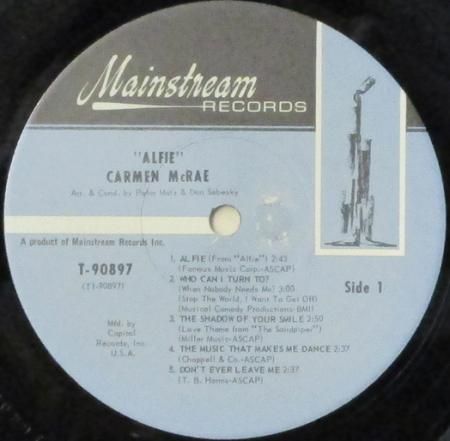 Mainstream
RECORDS
"ALFIE"
CARMEN McRAE
Arr. & Cond. by Peter Matz & Don Sebesky
A product of Mainstream Records Inc.
T-90897
(T1-90897)
Mfd. by
Capitol
Records, Inc.
U.S.A.
Side 1
1. ALFIE (From "Alfie") 2:43
(Famous Music Corp.-ASCAP)
2. WHO CAN I TURN TO?
(When Nobody Needs Me) 3:00
(Stop The World, I Want To Get Off)
(Musical Comedy Productions-BMI)
3. THE SHADOW OF YOUR SMILE 2:50
(Love Theme from "The Sandpiper")
(Miller Music-ASCAP)
4. THE MUSIC THAT MAKES ME DANCE 2:37
(Chappell & Co.-ASCAP)
5. DON'T EVER LEAVE ME 2:37
(T. B. Harms-ASCAP)